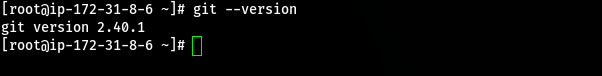 [root@ip-172-31-8-6 ~]# git --version
git version 2.40.1
[root@ip-172-31-8-6 ~]#